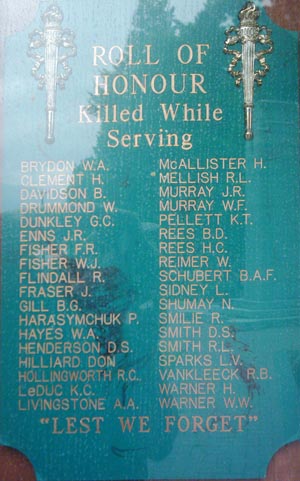 ROLL OF
HONOUR
Killed While
Serving
BRYDON W.A.
CLEMENT H.
DAVIDSON B.
DRUMMOND W.
DUNKLEY G.C.
ENNS J.R.
FISHER F.R.
FISHER W.J.
FLINDALL R.
FRASER J.
GILL B.G.
HARASYMCHUK P.
HAYES W.A.
HENDERSON D.S.
HILLIARD DON
HOLLINGWORTH R.C.
LeDUC K.C.
LIVINGSTONE A.A.
McALLISTER H.
MELLISH R.L.
MURRAY J.R.
MURRAY W.F.
PELLETT K.T.
REES B.D.
REES H.C.
REIMER W.
SCHUBERT B.A.F.
SIDNEY L.
SHUMAY N.
SMILIE R.
SMITH D.S.
SMITH R.L.
SPARKS L.V.
VANKLEECK R.B.
WARNER H.
WARNER W.W.
"LEST WE FORGET"